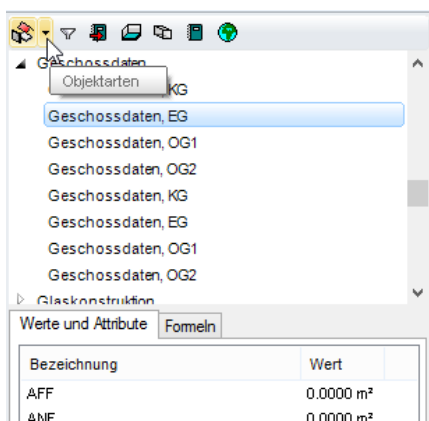 Geschossdaten
Objektarten
KG
Geschossdaten, EG
Geschossdaten, OG1
Geschossdaten, OG2
Geschossdaten, KG
Geschossdaten, EG
Geschossdaten, OG1
Geschossdaten, OG2
Glaskonstruktion
Werte und Attribute Formeln
Bezeichnung Wert
AFF 0.0000 m²
ANF 0.0000 m²